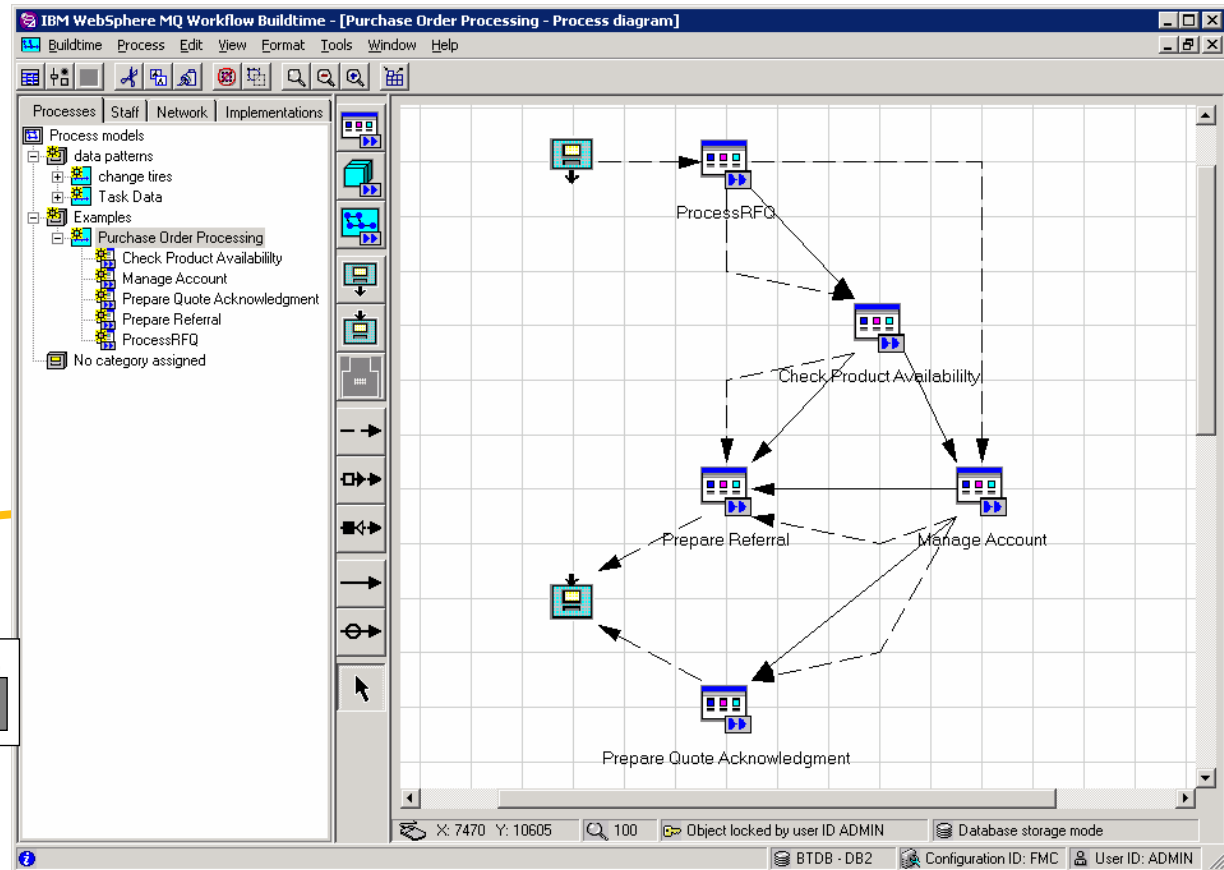 IBM WebSphere MQ Workflow Buildtime - [Purchase Order Processing - Process diagram]
Buildtime Process Edit View Format Tools Window Help
Processes Staff Network Implementations
Process models
data patterns
change tires
Task Data
Examples
Purchase Order Processing
Check Product Availabililty
Manage Account
Prepare Quote Acknowledgment
Prepare Referral
ProcessRFQ
No category assigned
ProcessRFQ
Check Product Availabililty
Prepare Referral
Manage Account
Prepare Quote Acknowledgment
X: 7470 Y: 10605 100 Object locked by user ID ADMIN Database storage mode
BTDB - DB2 Configuration ID: FMC User ID: ADMIN